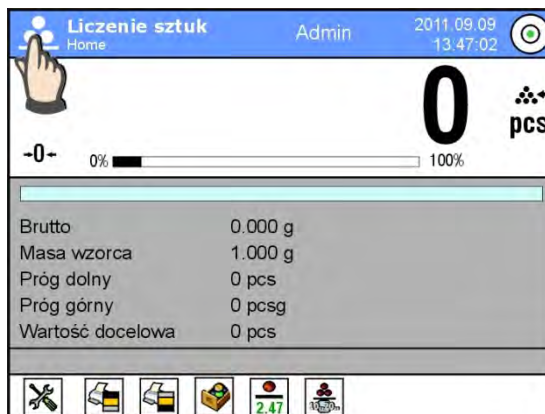 Liczenie sztuk
Home
Admin
2011.09.09
13.47.02
0
pcs
→0←
0%
100%
Brutto 0.000 g
Masa wzorca 1.000 g
Próg dolny 0 pcs
Próg górny 0 pcsg
Wartość docelowa 0 pcs
2.47